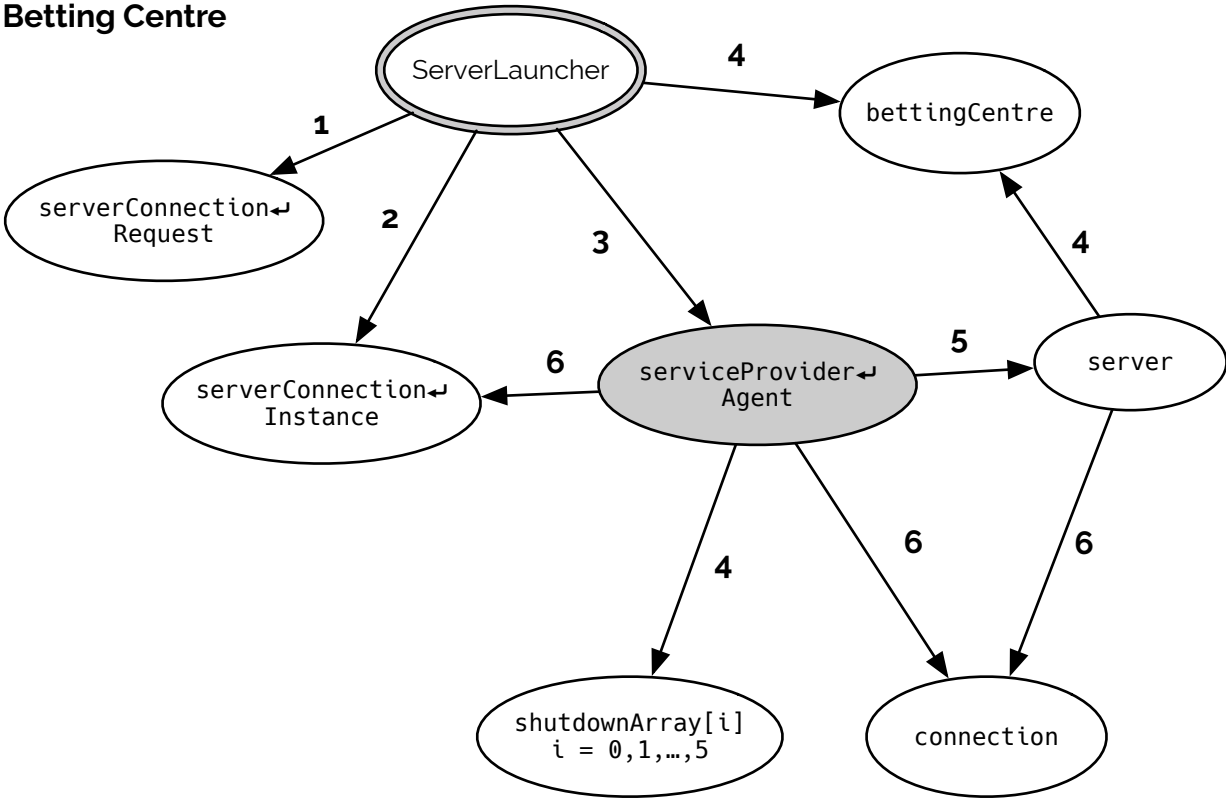 Betting Centre
ServerLauncher
4
bettingCentre
1
serverConnection↵
Request
2
3
4
serverConnection↵
Instance
6
serviceProvider↵
Agent
5
server
4
6
6
shutdownArray[i]
i = 0,1,…,5
connection